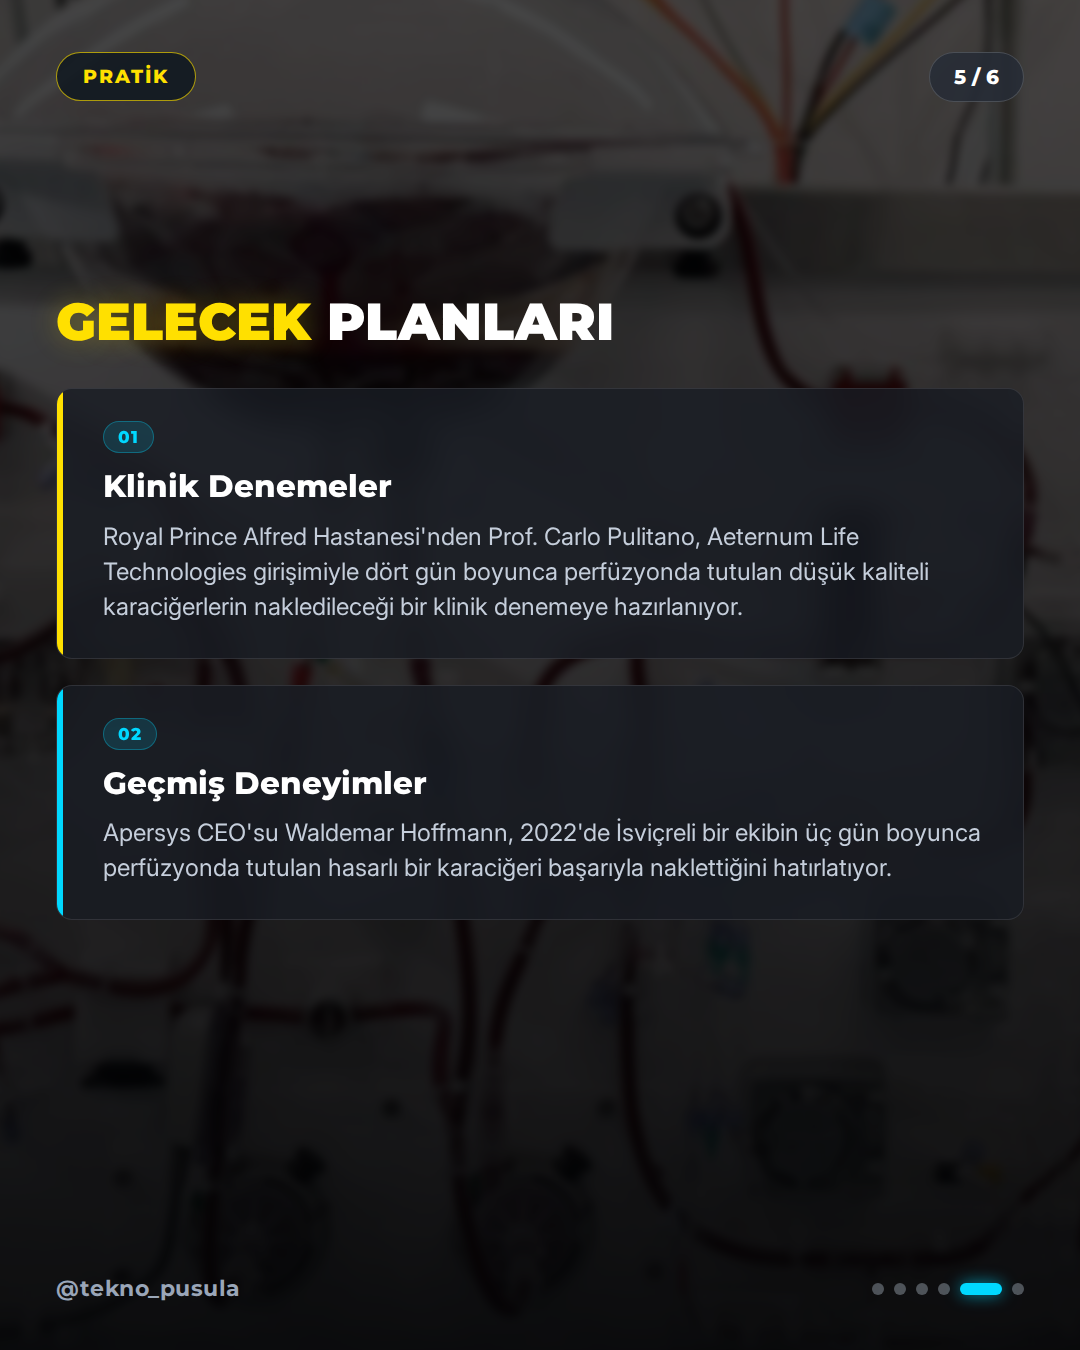 PRATİK
5 / 6
GELECEK PLANLARI
01
Klinik Denemeler
Royal Prince Alfred Hastanesi'nden Prof. Carlo Pulitano, Aeternum Life
Technologies girişimiyle dört gün boyunca perfüzyonda tutulan düşük kaliteli
karaciğerlerin nakledileceği bir klinik denemeye hazırlanıyor.
02
Geçmiş Deneyimler
Apersys CEO'su Waldemar Hoffmann, 2022'de İsviçreli bir ekibin üç gün boyunca
perfüzyonda tutulan hasarlı bir karaciğeri başarıyla naklettiğini hatırlatıyor.
@tekno_pusula